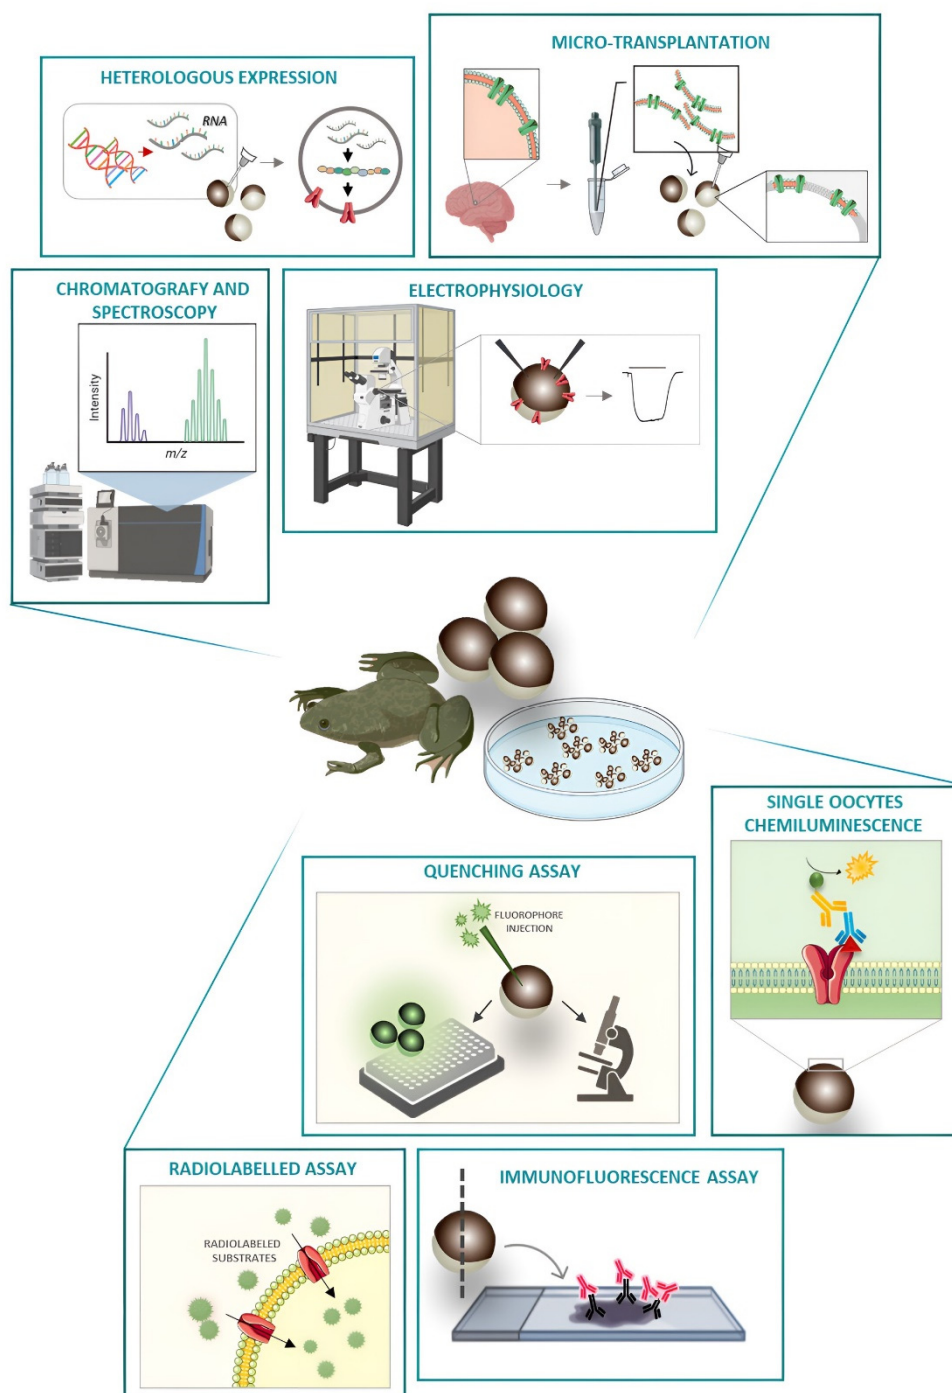 MICRO-TRANSPLANTATION
HETEROLOGOUS EXPRESSION
RNA
CHROMATOGRAFY AND
SPECTROSCOPY
Intensity
m/z
ELECTROPHYSIOLOGY
SINGLE OOCYTES
CHEMILUMINESCENCE
QUENCHING ASSAY
FLUOROPHORE
INJECTION
RADIOLABELLED ASSAY
RADIOLABELED
SUBSTRATES
IMMUNOFLUORESCENCE ASSAY